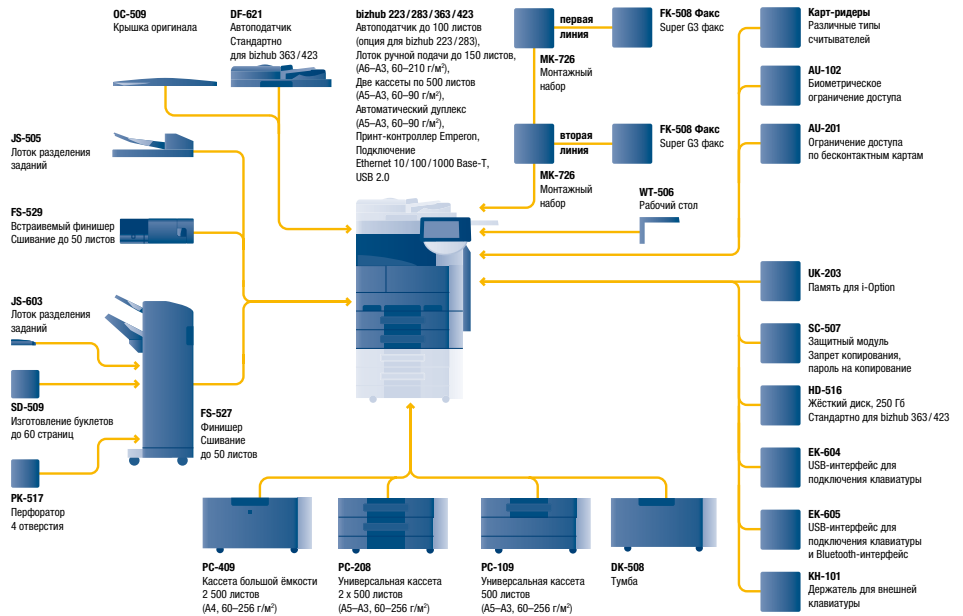 OC-509
Крышка оригинала
DF-621
Автоподатчик
Стандартно
для bizhub 363/423
bizhub 223/283/363/423
Автоподатчик до 100 листов
(опция для bizhub 223/283),
Лоток ручной подачи до 150 листов,
(А6–А3, 60–210 г/м²),
Две кассеты по 500 листов
(А5–А3, 60–90 г/м²),
Автоматический дуплекс
(А5–А3, 60–90 г/м²),
Принт-контроллер Emperon,
Подключение
Ethernet 10/100/1000 Base-T,
USB 2.0
первая
линия
MK-726
Монтажный
набор
FK-508 Факс
Super G3 факс
вторая
линия
MK-726
Монтажный
набор
FK-508 Факс
Super G3 факс
WT-506
Рабочий стол
Карт-ридеры
Различные типы
считывателей
AU-102
Биометрическое
ограничение доступа
AU-201
Ограничение доступа
по бесконтактным картам
JS-505
Лоток разделения
заданий
FS-529
Встраиваемый финишер
Сшивание до 50 листов
JS-603
Лоток разделения
заданий
SD-509
Изготовление буклетов
до 60 страниц
PK-517
Перфоратор
4 отверстия
FS-527
Финишер
Сшивание
до 50 листов
UK-203
Память для i-Option
SC-507
Защитный модуль
Запрет копирования,
пароль на копирование
HD-516
Жёсткий диск, 250 Гб
Стандартно для bizhub 363/423
EK-604
USB-интерфейс для
подключения клавиатуры
EK-605
USB-интерфейс для
подключения клавиатуры
и Bluetooth-интерфейс
KH-101
Держатель для внешней
клавиатуры
PC-409
Кассета большой ёмкости
2 500 листов
(А4, 60–256 г/м²)
PC-208
Универсальная кассета
2 x 500 листов
(А5–А3, 60–256 г/м²)
PC-109
Универсальная кассета
500 листов
(А5–А3, 60–256 г/м²)
DK-508
Тумба